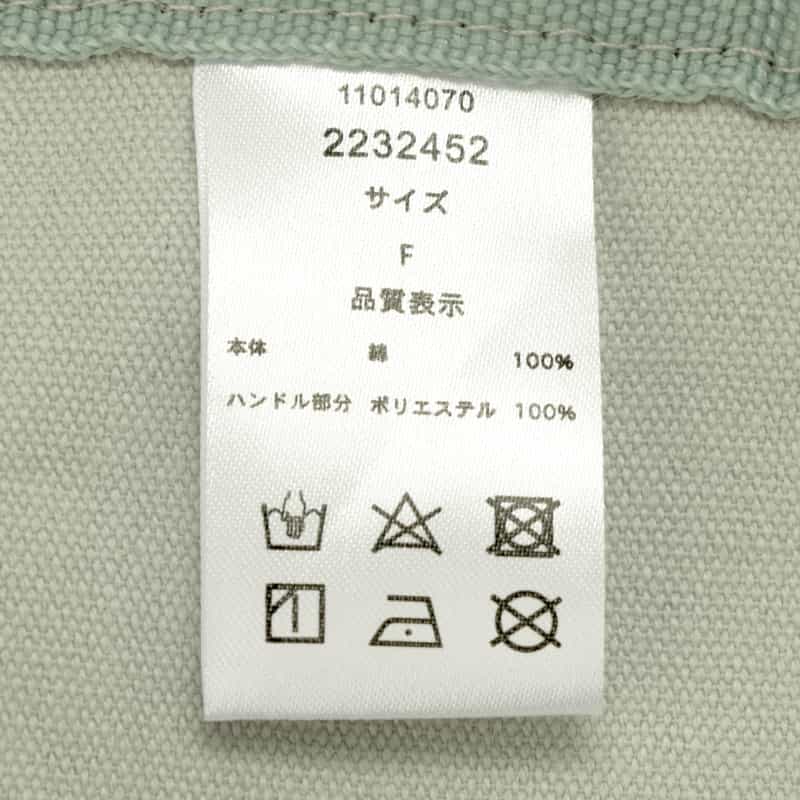 11014070
2232452
サイズ
F
品質表示
本体 綿 100%
ハンドル部分 ポリエステル 100%